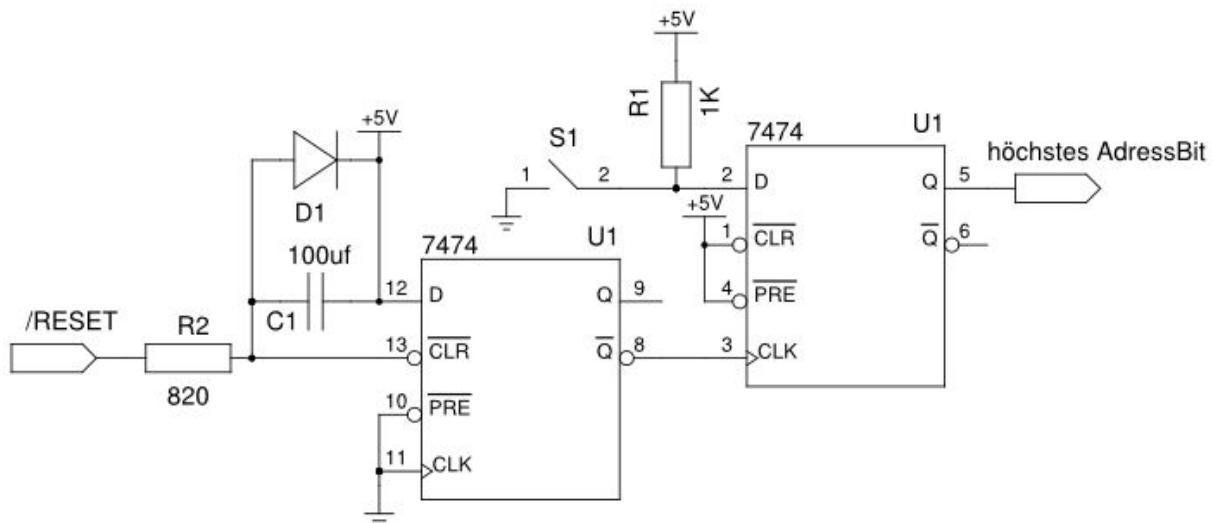 +5V
R1
1K
S1
7474
U1
höchstes AdressBit
1
2
2
D
Q
5
+5V
1
CLR
Q
6
4
PRE
3
CLK
+5V
D1
100uf
C1
7474
U1
12
D
Q
9
/RESET
R2
820
13
CLR
Q
8
10
PRE
11
CLK